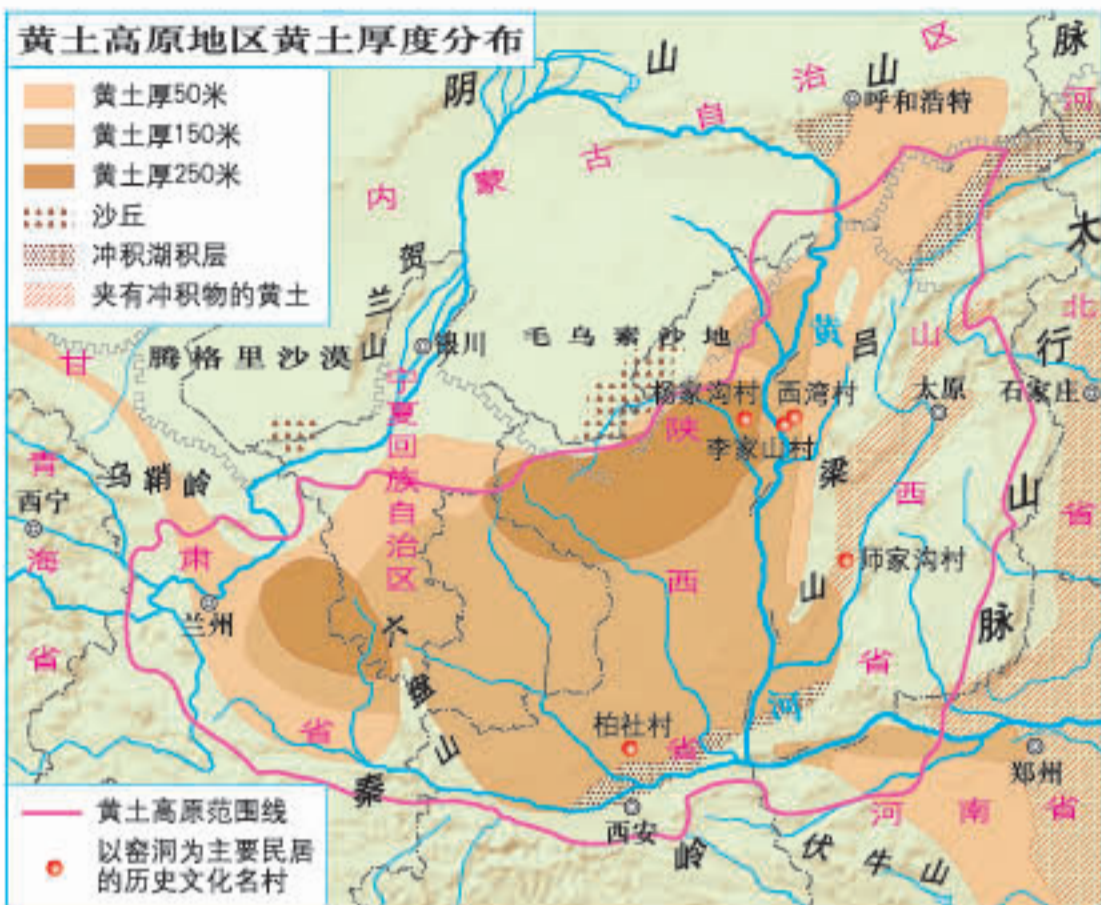 黄土高原地区黄土厚度分布
黄土厚50米
黄土厚150米
黄土厚250米
沙丘
冲积湖积层
夹有冲积物的黄土
阴山山脉
内蒙古自治区
呼和浩特
河北省
太行山脉
贺兰山
腾格里沙漠
银川
毛乌素沙地
宁夏回族自治区
甘肃省
乌鞘岭
青海省
西宁
兰州
六盘山
杨家沟村
西湾村
李家山村
陕西省
黄河
吕梁山
山西省
太原
石家庄
师家沟村
柏社村
西安
秦岭
郑州
河南省
伏牛山
黄土高原范围线
以窑洞为主要民居
的历史文化名村